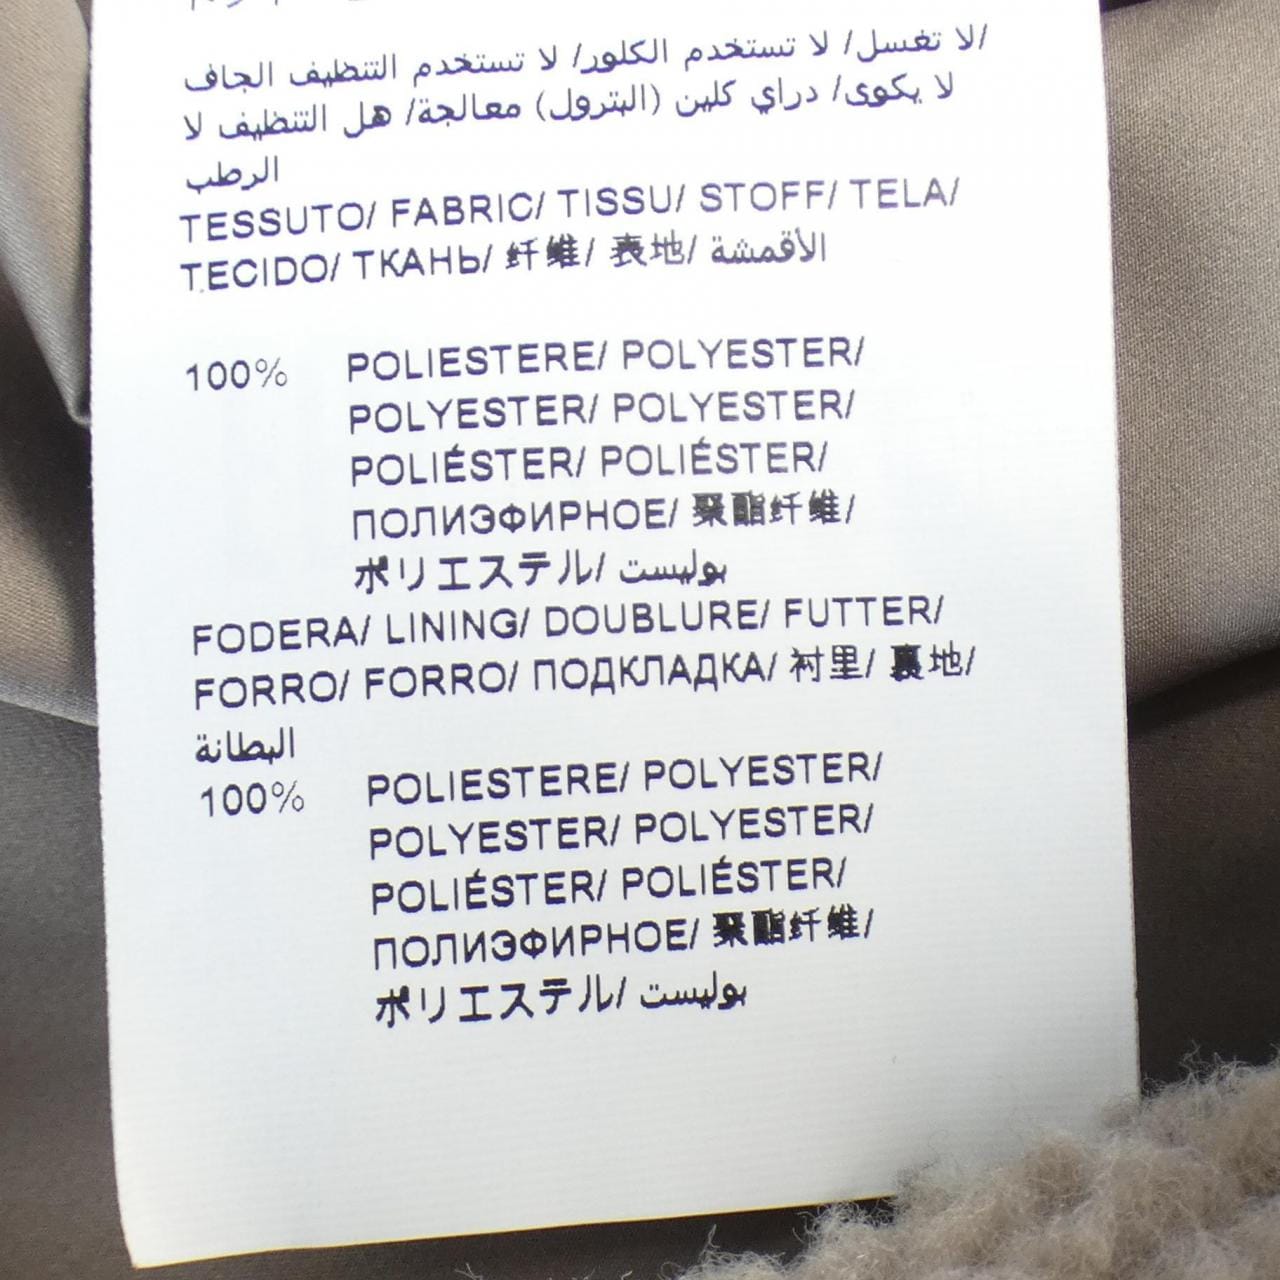 لا تغسل/ لا تستخدم الكلور/ لا تستخدم التنظيف الجاف/
لا يكوى/ دراي كلين (البترول) معالجة/ هل التنظيف لا
الرطب
TESSUTO/ FABRIC/ TISSU/ STOFF/ TELA/
TECIDO/ ТКАНЬ/ 纤维/ 表地/ الأقمشة
100% POLIESTERE/ POLYESTER/
POLYESTER/ POLYESTER/
POLIÉSTER/ POLIÉSTER/
ПОЛИЭФИРНОЕ/ 聚酯纤维/
ポリエステル/ بوليست
FODERA/ LINING/ DOUBLURE/ FUTTER/
FORRO/ FORRO/ ПОДКЛАДКА/ 衬里/ 裏地/
البطانة
100% POLIESTERE/ POLYESTER/
POLYESTER/ POLYESTER/
POLIÉSTER/ POLIÉSTER/
ПОЛИЭФИРНОЕ/ 聚酯纤维/
ポリエステル/ بوليست